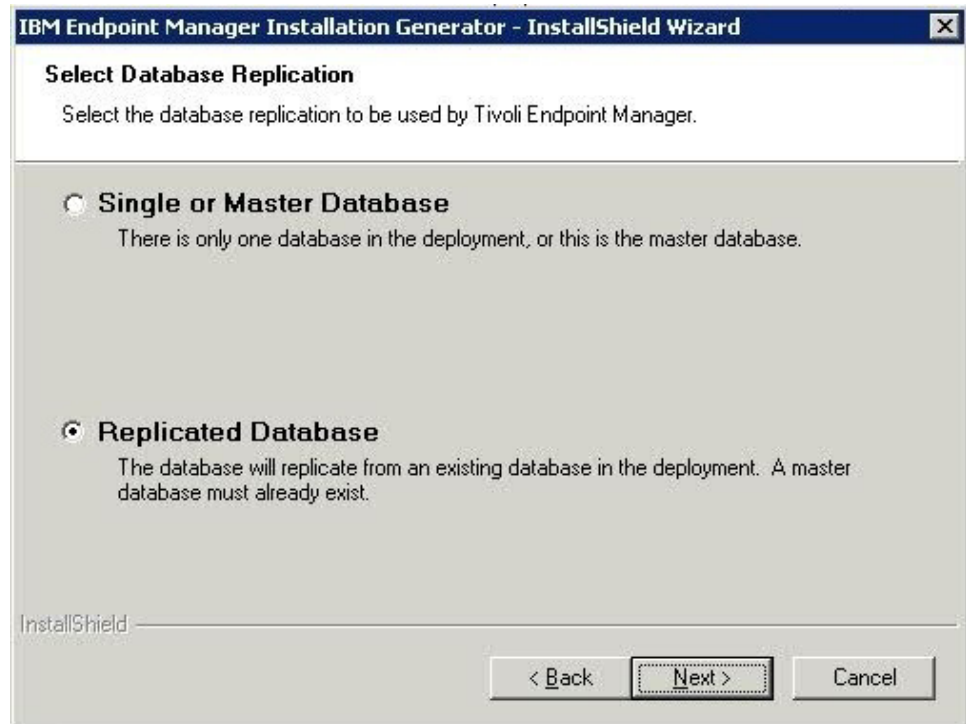 IBM Endpoint Manager Installation Generator - InstallShield Wizard
Select Database Replication
Select the database replication to be used by Tivoli Endpoint Manager.
Single or Master Database
There is only one database in the deployment, or this is the master database.
Replicated Database
The database will replicate from an existing database in the deployment. A master
database must already exist.
InstallShield
< Back
Next >
Cancel